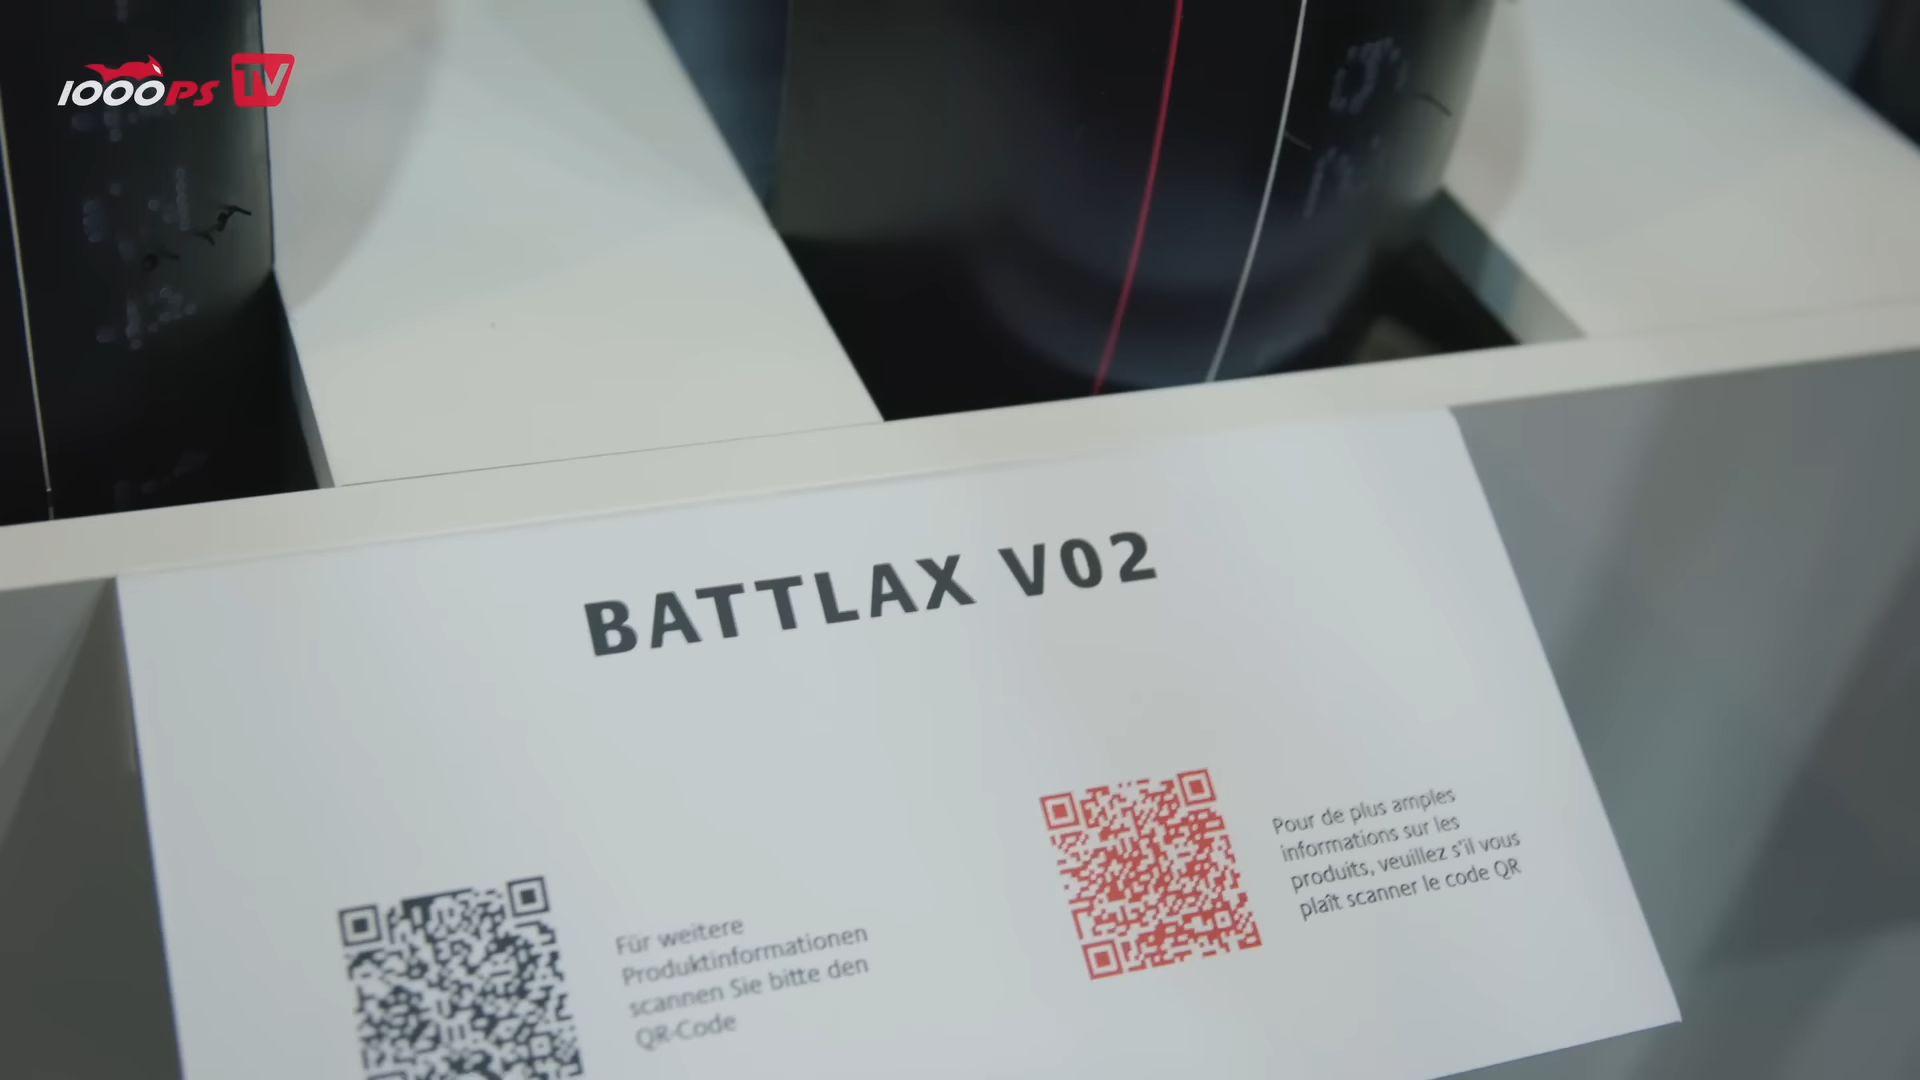 1000PS TV
BATTLAX V02
Für weitere
Produktinformationen
scannen Sie bitte den
QR-Code
Pour de plus amples
informations sur les
produits, veuillez s'il vous
plaît scanner le code QR